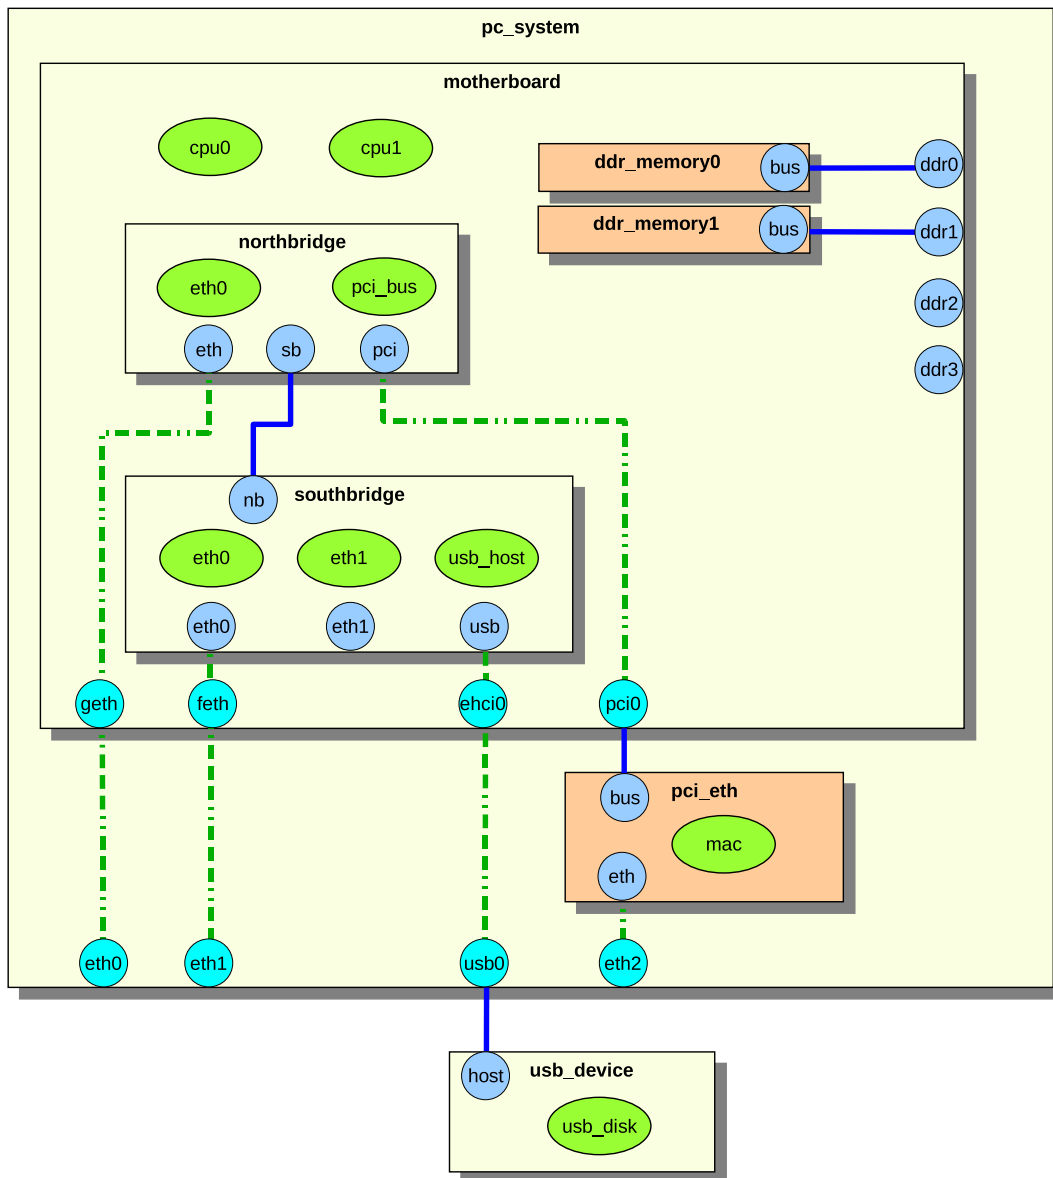 pc_system
motherboard
cpu0
cpu1
ddr_memory0
bus
ddr0
ddr_memory1
bus
ddr1
northbridge
eth0
pci_bus
ddr2
eth
sb
pci
ddr3
nb
southbridge
eth0
eth1
usb_host
eth0
eth1
usb
geth
feth
ehci0
pci0
bus
pci_eth
mac
eth
eth0
eth1
usb0
eth2
host
usb_device
usb_disk